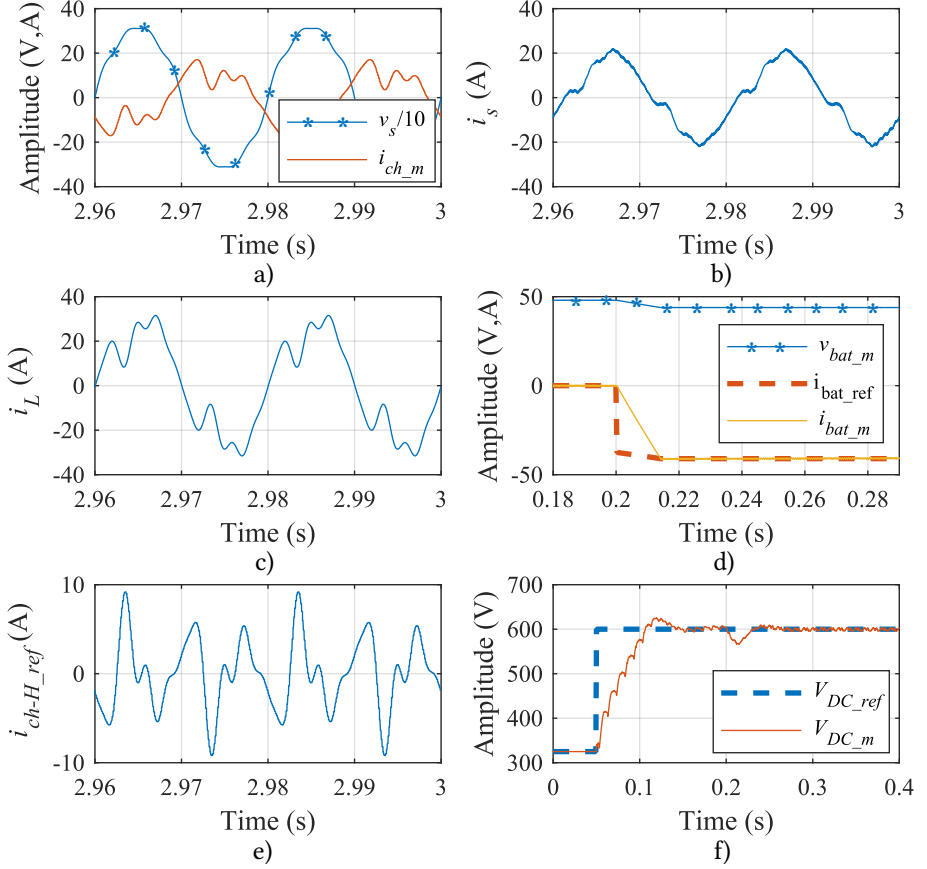 Amplitude (V,A)
40
20
0
-20
-40
v_s/10
i_ch_m
2.96 2.97 2.98 2.99 3
Time (s)
a)
i_s (A)
40
20
0
-20
-40
2.96 2.97 2.98 2.99 3
Time (s)
b)
i_L (A)
40
20
0
-20
-40
2.96 2.97 2.98 2.99 3
Time (s)
c)
Amplitude (V,A)
50
0
-50
v_bat_m
i_bat_ref
i_bat_m
0.18 0.2 0.22 0.24 0.26 0.28
Time (s)
d)
i_ch-H_ref (A)
10
0
-10
2.96 2.97 2.98 2.99 3
Time (s)
e)
Amplitude (V)
700
600
500
400
300
V_DC_ref
V_DC_m
0 0.1 0.2 0.3 0.4
Time (s)
f)